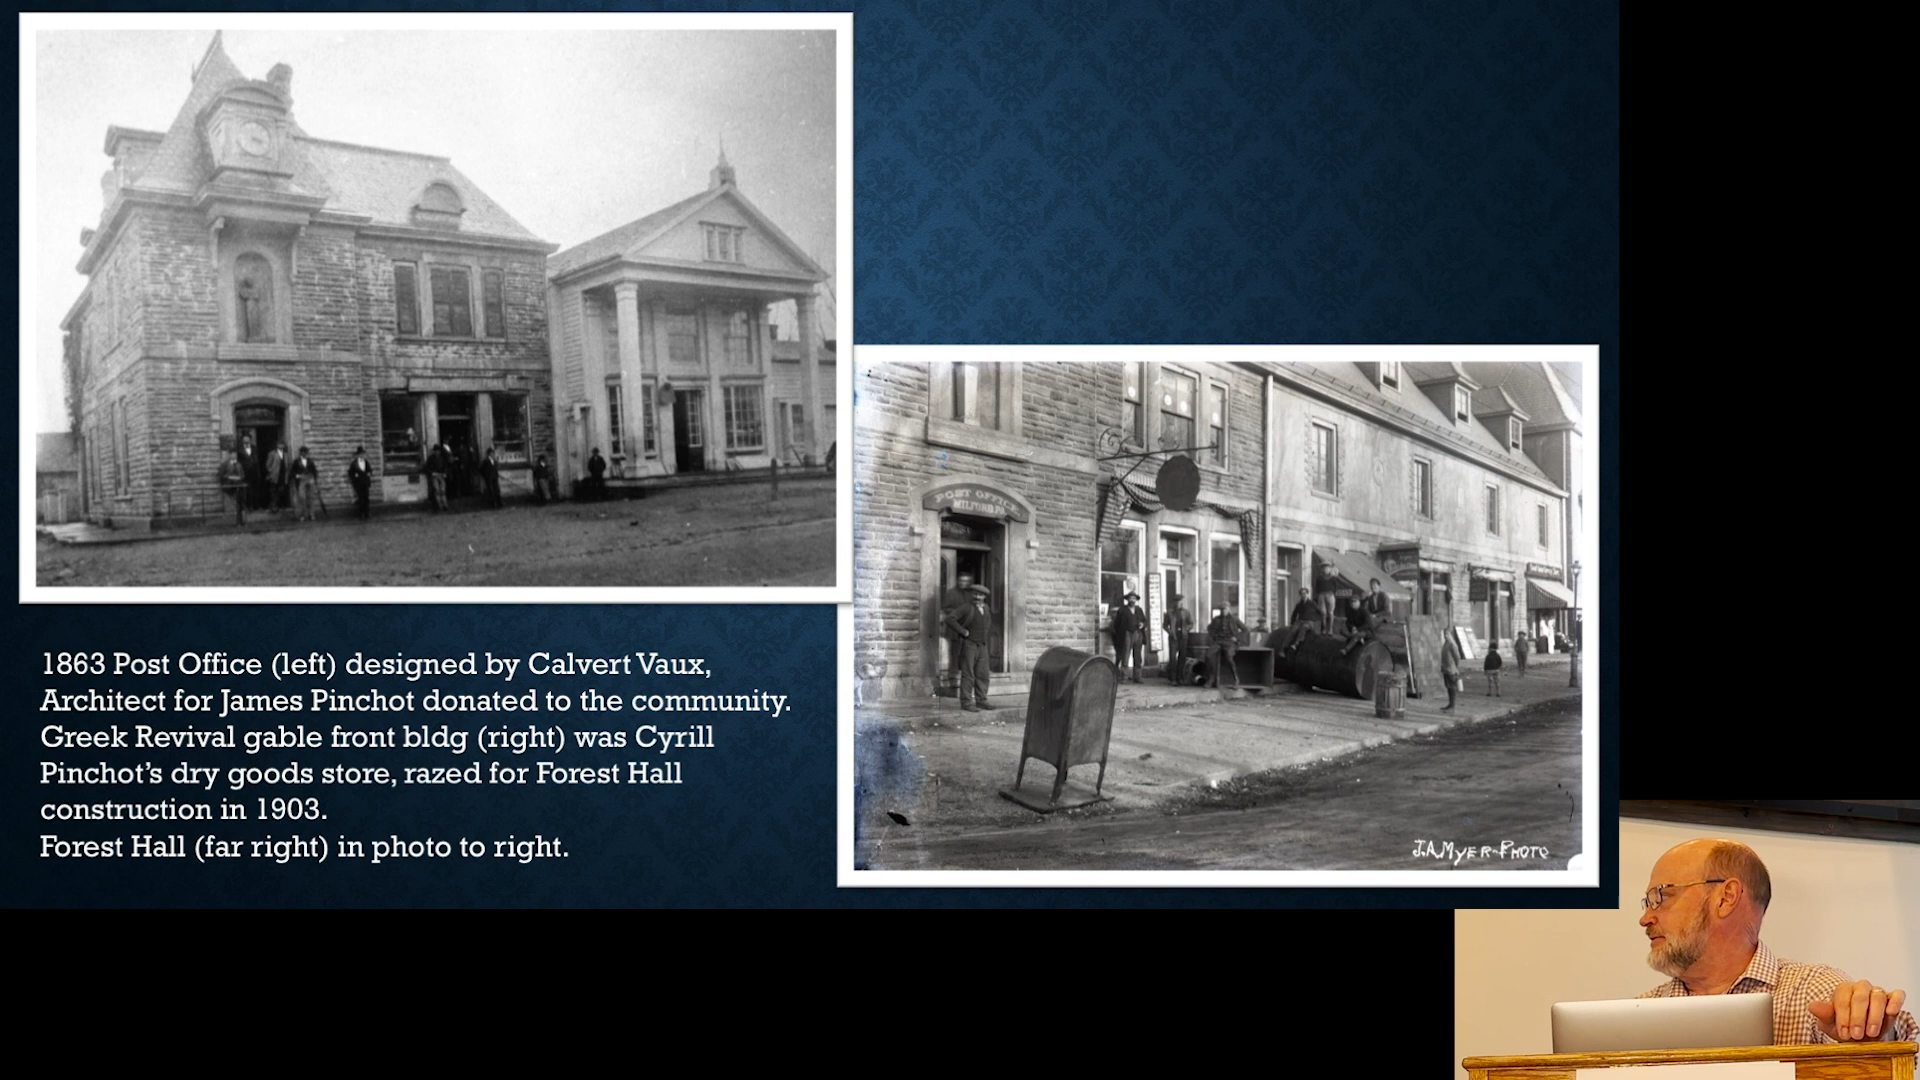 1863 Post Office (left) designed by Calvert Vaux,
Architect for James Pinchot donated to the community.
Greek Revival gable front bldg (right) was Cyrill
Pinchot's dry goods store, razed for Forest Hall
construction in 1903.
Forest Hall (far right) in photo to right.
POST OFFICE
MILFORD, PA.
J.A.MYER-PHOTO